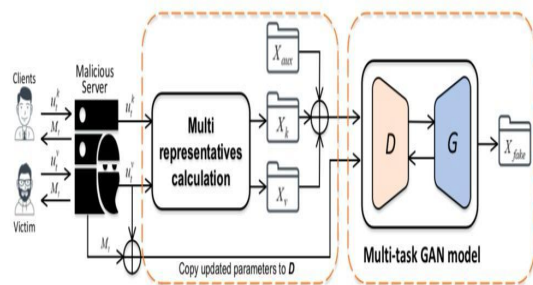 Clients
Malicious
Server
u_t^k
M_t
u_t^v
M_t
Victim
u_t^k
u_t^v
M_t
Multi
representatives
calculation
X_aux
X_k
X_v
Copy updated parameters to D
D
G
X_fake
Multi-task GAN model